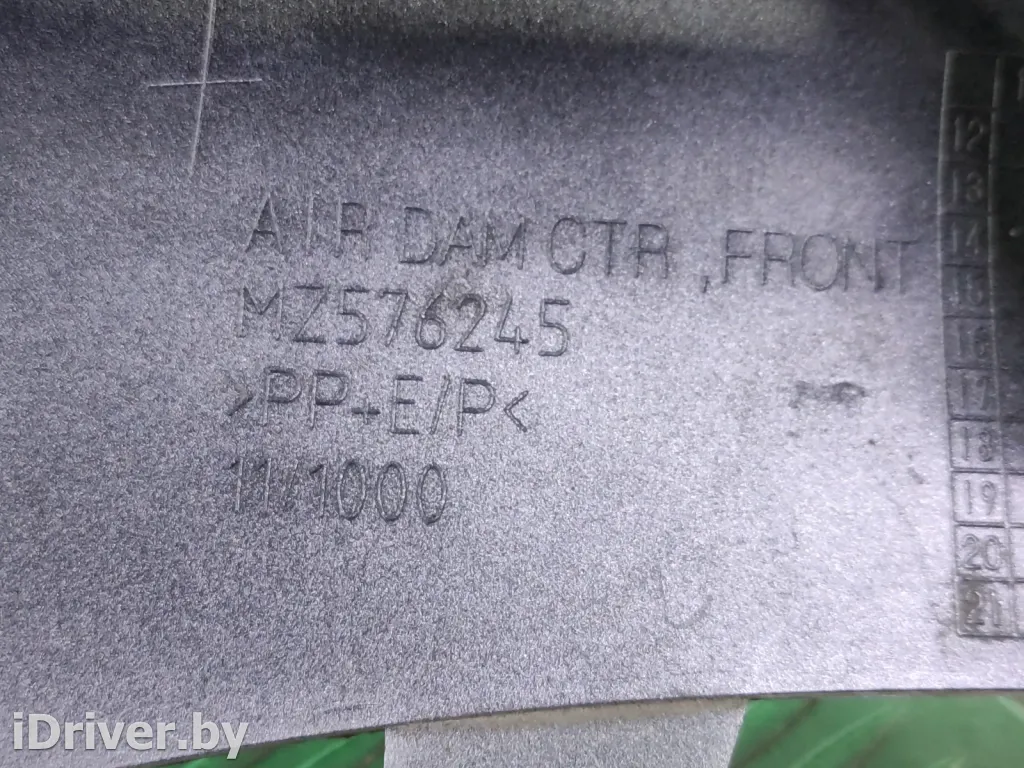 AIR DAM CTR ,FRONT
MZ576245
>PP+E/P<
11/1000
12
13
14
15
16
17
18
19
20
21
iDriver.by